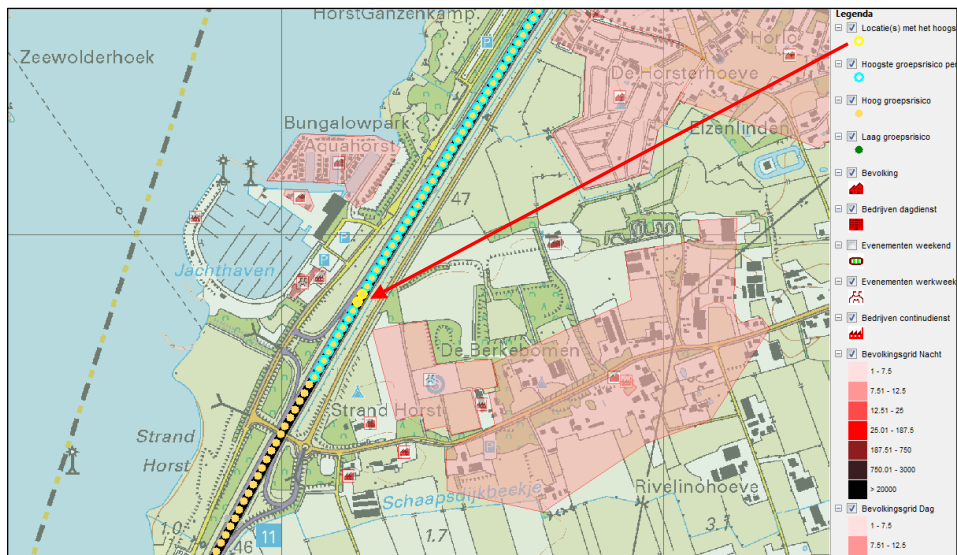 HorstGanzenkamp.
Zeewolderhoek
Horloc
De Horsterhoeve
Bungalowpark
Aquahorst
Elzenlinden
P
47
P
Jachthaven
P
De Berkebomen
Strand Horst
P
Strand
Horst
Schaapsdijkbeekje
Rivelinohoeve
1.0
11
46
1.7
3.1
Legenda
Locatie(s) met het hoogs
Hoogste groepsrisico per
Hoog groepsrisico
Laag groepsrisico
Bevolking
Bedrijven dagdienst
Evenementen weekend
Evenementen werkweek
Bedrijven continudienst
Bevolkingsgrid Nacht
1 - 7.5
7.51 - 12.5
12.51 - 25
25.01 - 187.5
187.51 - 750
750.01 - 3000
> 20000
Bevolkingsgrid Dag
1 - 7.5
7.51 - 12.5